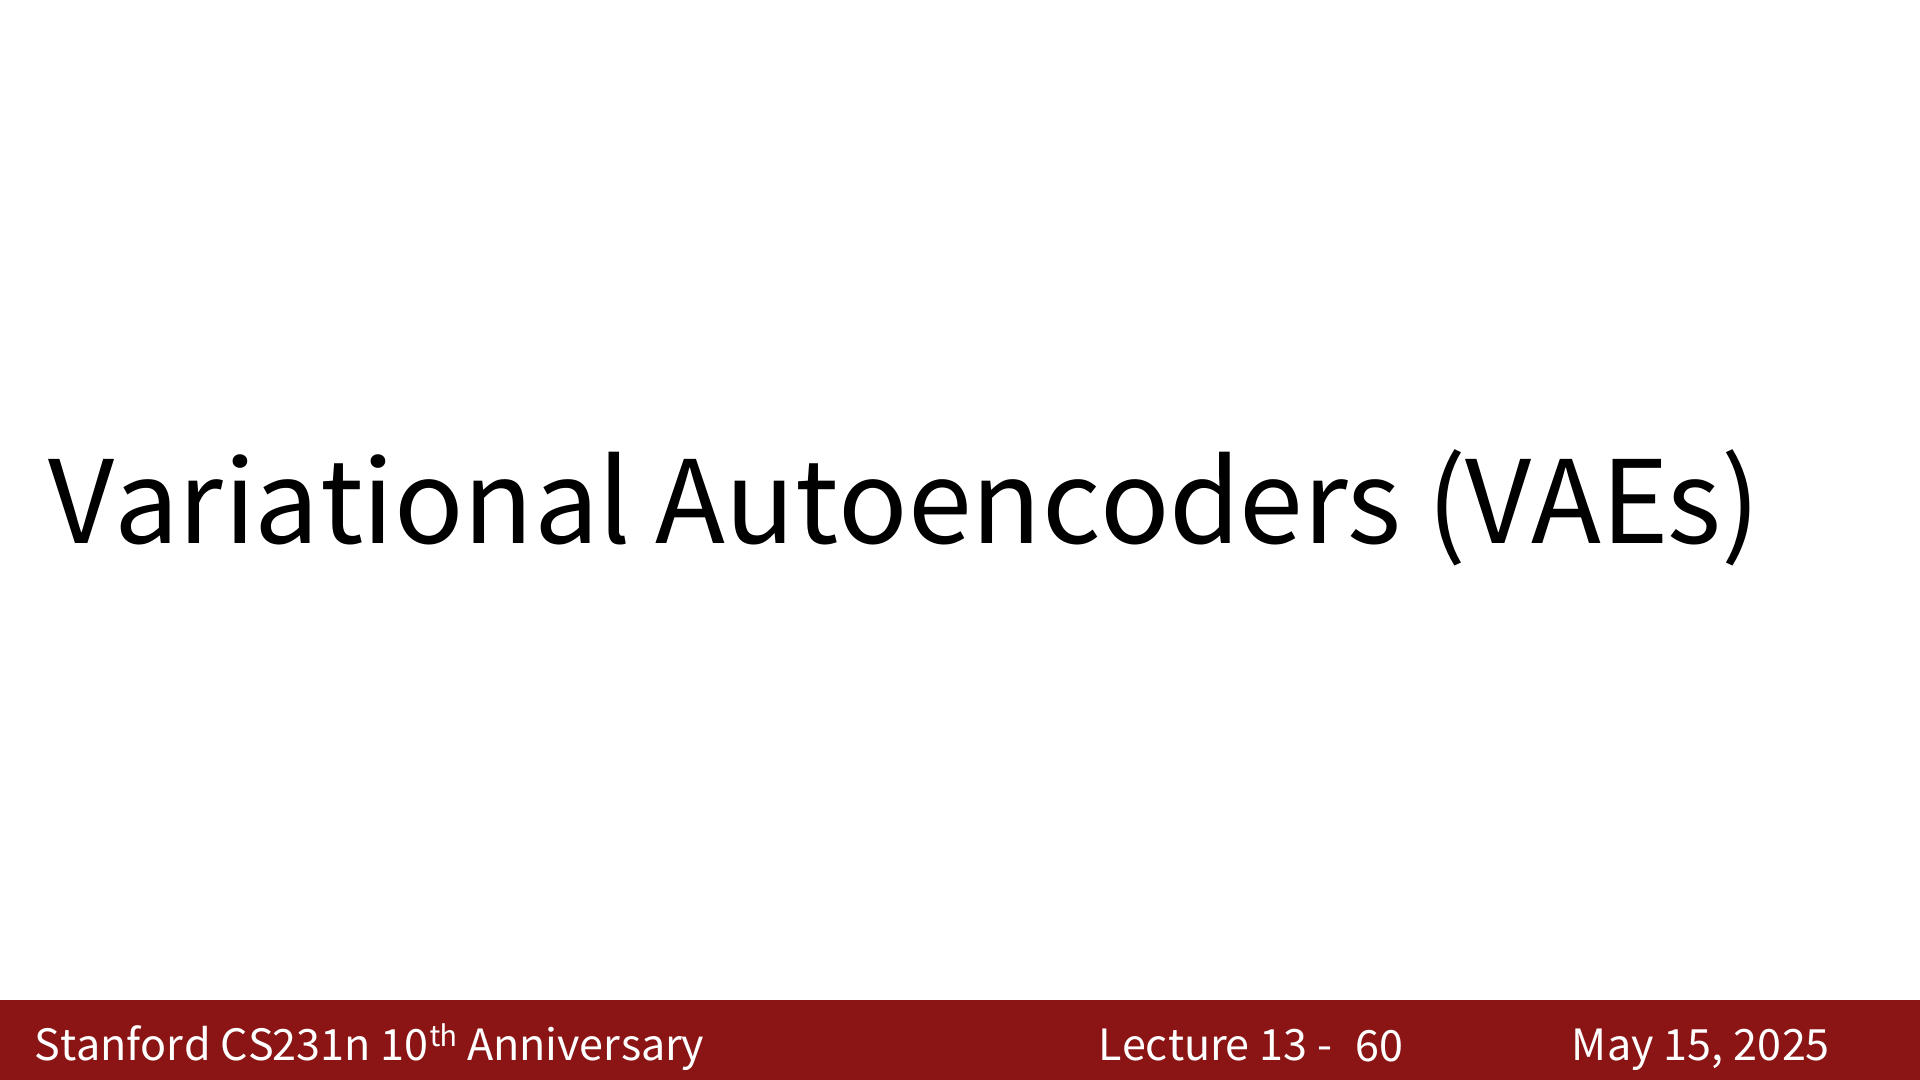 Variational Autoencoders (VAEs)
Stanford CS231n 10th Anniversary Lecture 13 - 60 May 15, 2025